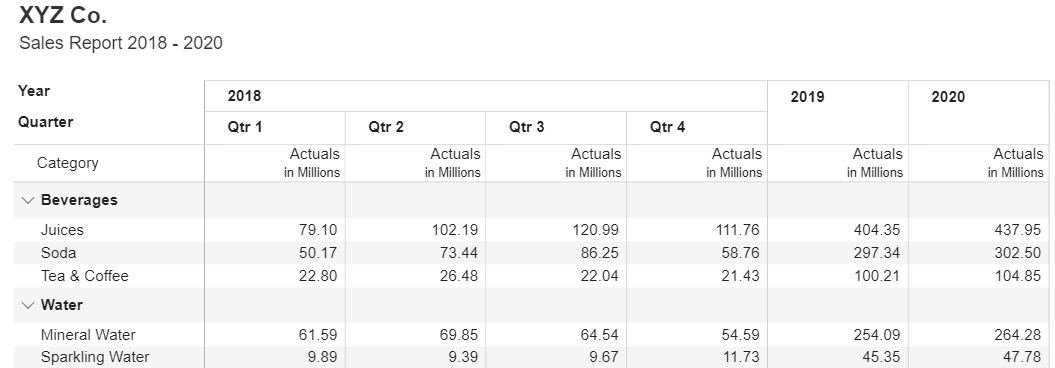 XYZ Co.
Sales Report 2018 - 2020
Year 2018 2019 2020
Quarter Qtr 1 Qtr 2 Qtr 3 Qtr 4
Category Actuals in Millions Actuals in Millions Actuals in Millions Actuals in Millions Actuals in Millions Actuals in Millions
Beverages
Juices 79.10 102.19 120.99 111.76 404.35 437.95
Soda 50.17 73.44 86.25 58.76 297.34 302.50
Tea & Coffee 22.80 26.48 22.04 21.43 100.21 104.85
Water
Mineral Water 61.59 69.85 64.54 54.59 254.09 264.28
Sparkling Water 9.89 9.39 9.67 11.73 45.35 47.78